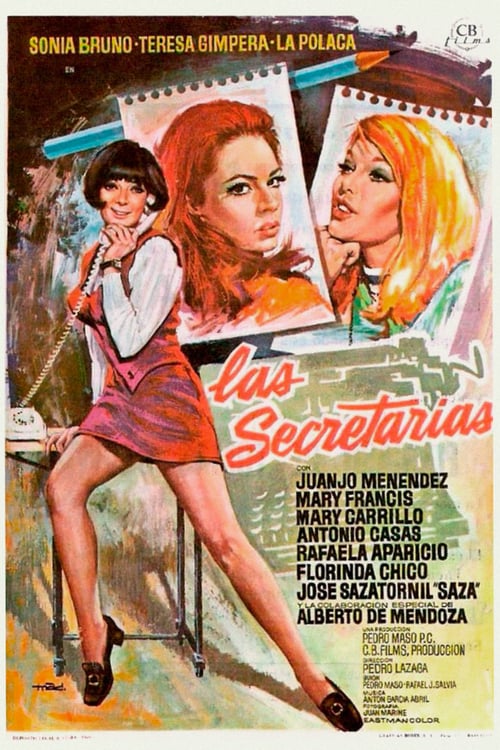 CB
films
SONIA BRUNO·TERESA GIMPERA·LA POLACA
EN
las
Secretarias
CON
JUANJO MENENDEZ
MARY FRANCIS
MARY CARRILLO
ANTONIO CASAS
RAFAELA APARICIO
FLORINDA CHICO
JOSE SAZATORNIL "SAZA"
Y LA COLABORACION ESPECIAL DE
ALBERTO DE MENDOZA
UNA PRODUCCION
PEDRO MASO P.C.
C.B. FILMS, PRODUCCION
DIRECCION
PEDRO LAZAGA
GUION
PEDRO MASO-RAFAEL J. SALVIA
MUSICA
ANTON GARCIA ABRIL
FOTOGRAFIA
JUAN MARINE
EASTMANCOLOR
mac